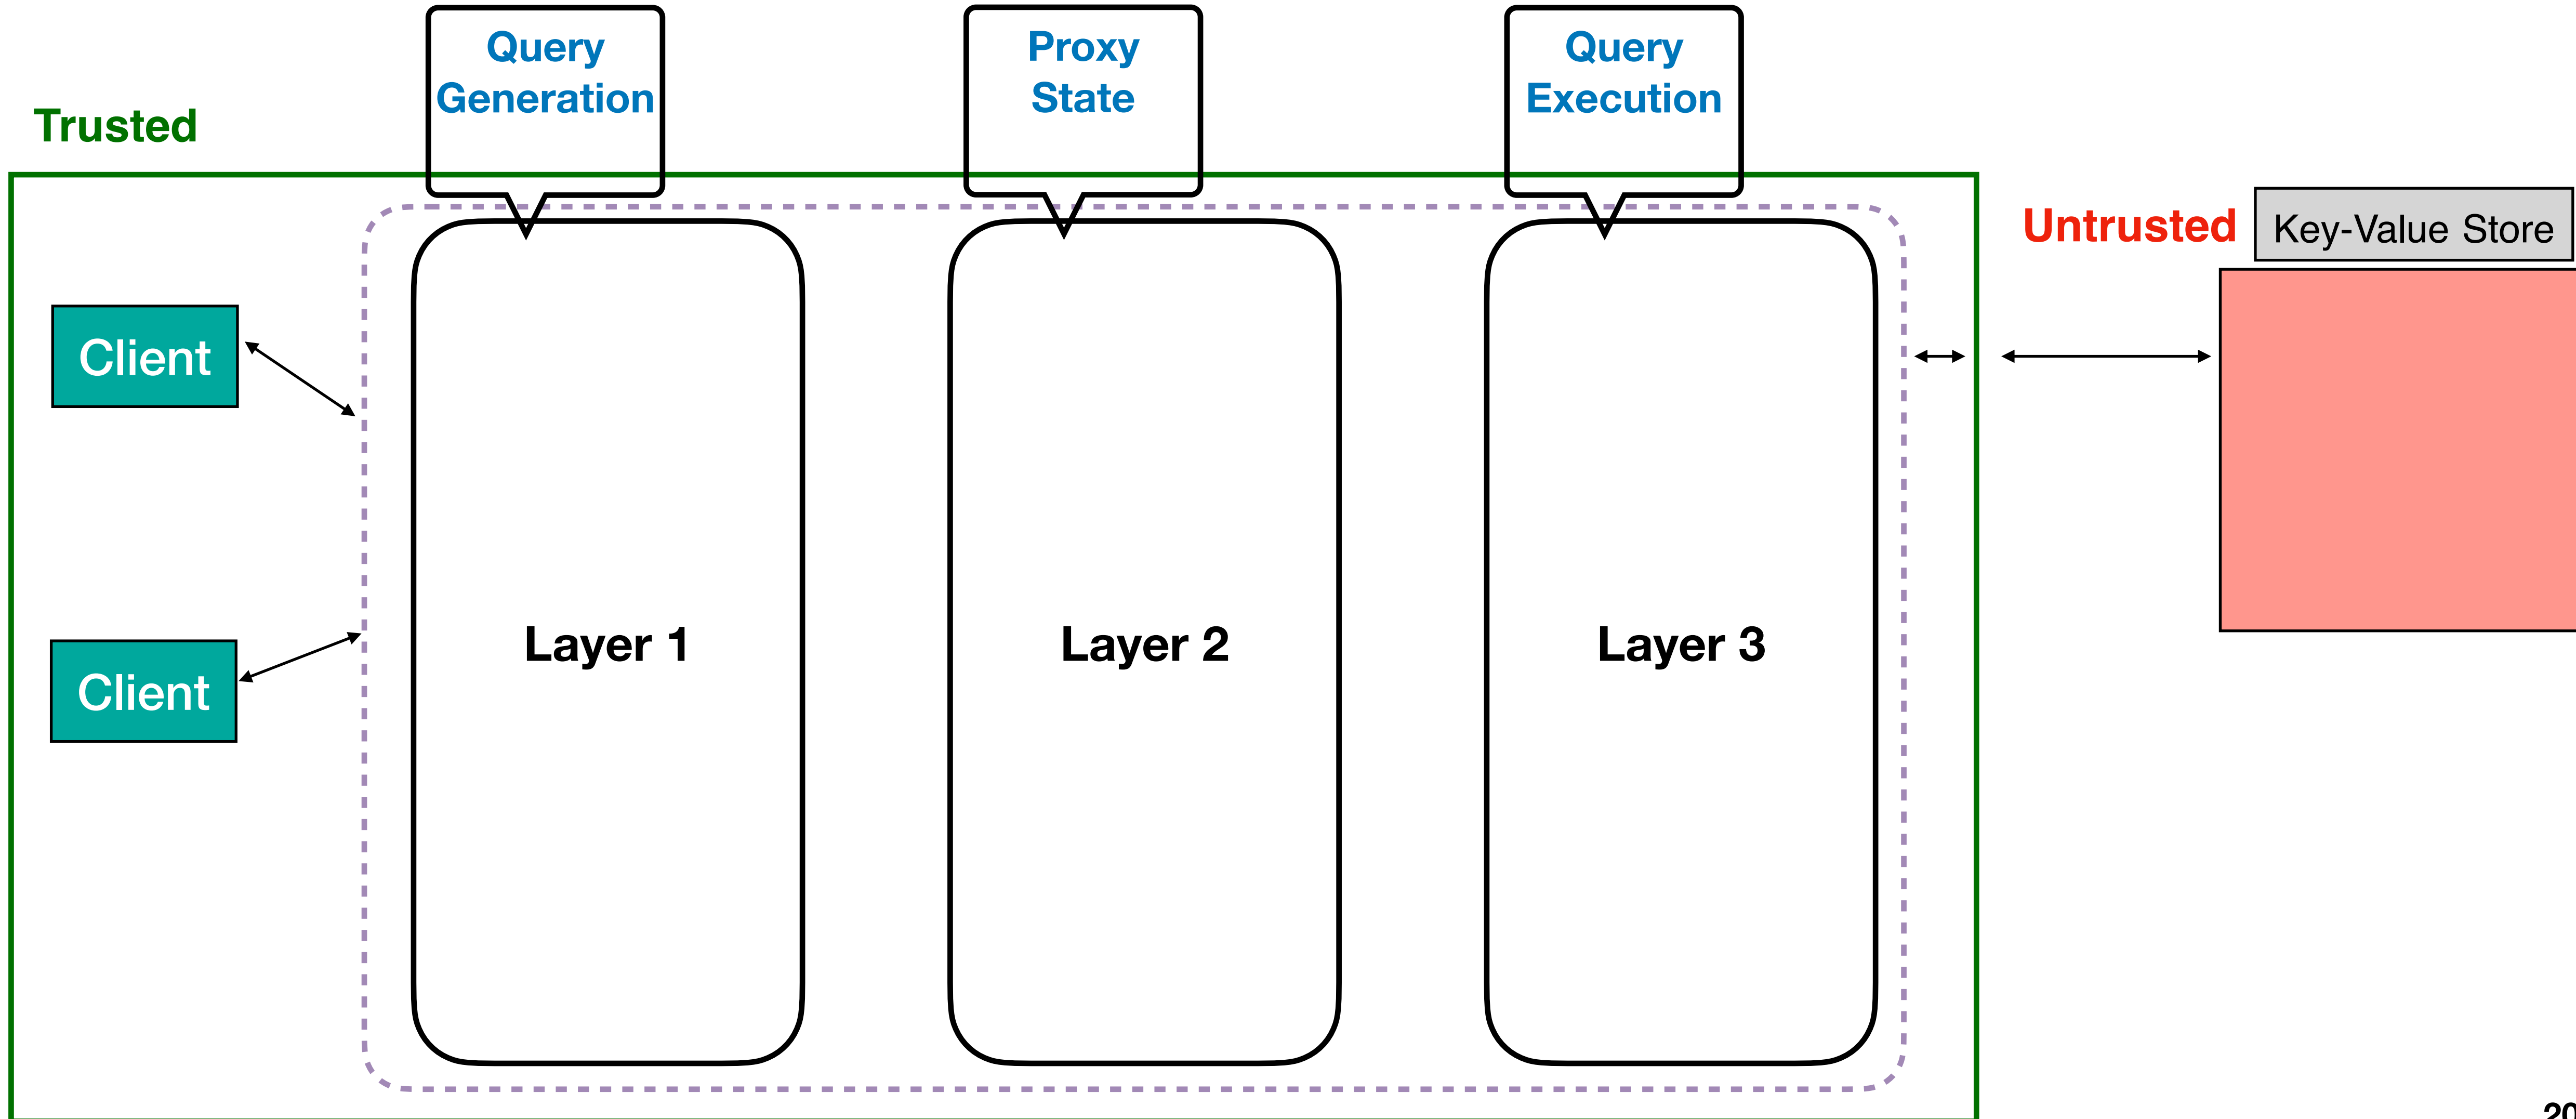 Query
Generation
Proxy
State
Query
Execution
Trusted
Untrusted
Key-Value Store
Client
Client
Layer 1
Layer 2
Layer 3
20